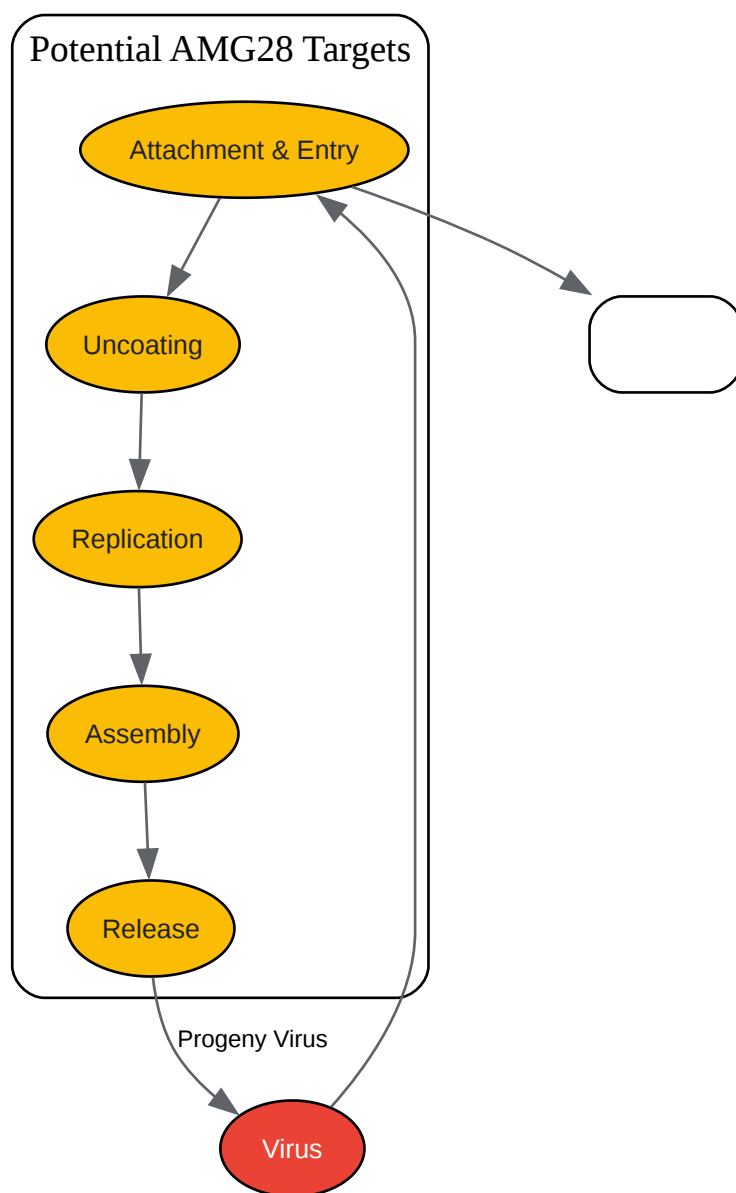 Potential AMG28 Targets
Attachment & Entry
Uncoating
Replication
Assembly
Release
Progeny Virus
Virus